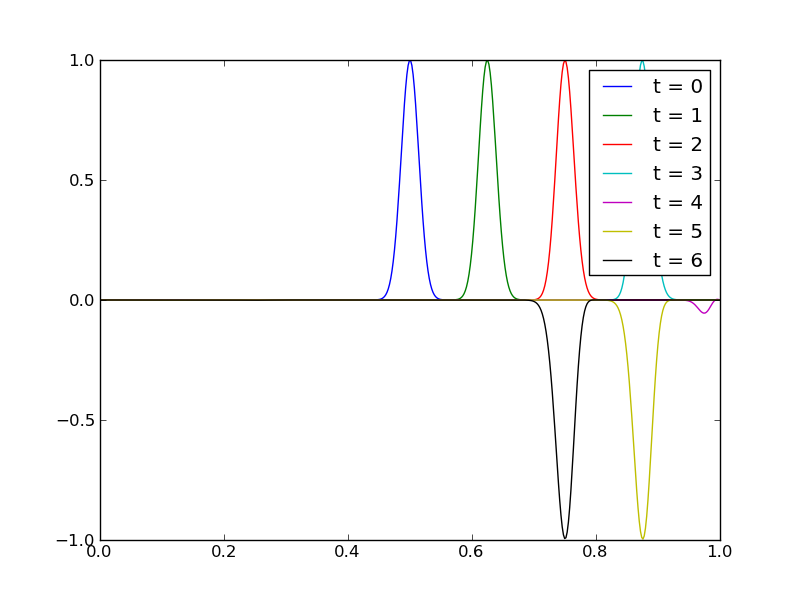 1.0
0.5
0.0
−0.5
−1.0
0.0 0.2 0.4 0.6 0.8 1.0
t = 0
t = 1
t = 2
t = 3
t = 4
t = 5
t = 6